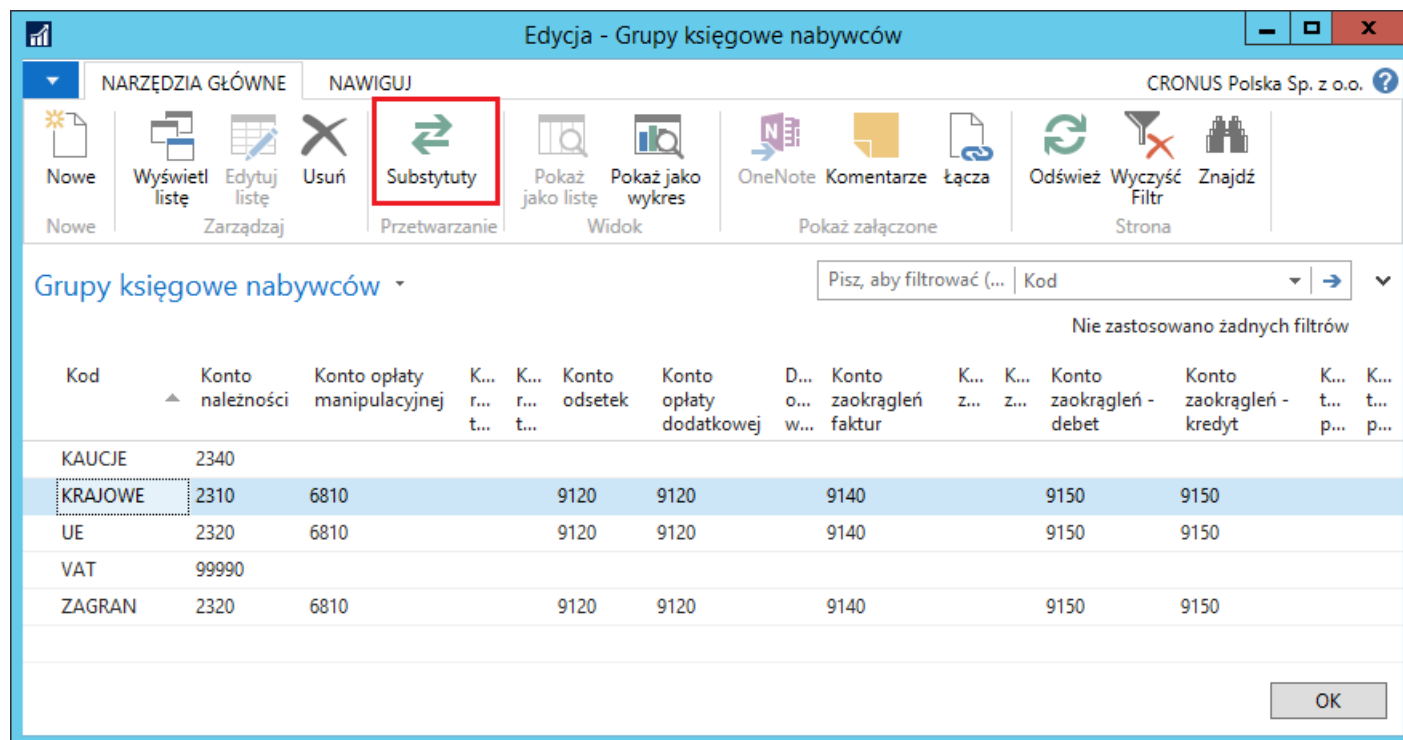 Edycja - Grupy księgowe nabywców
NARZĘDZIA GŁÓWNE NAWIGUJ CRONUS Polska Sp. z o.o.
Nowe Wyświetl listę Edytuj listę Usuń Substytuty Pokaż jako listę Pokaż jako wykres OneNote Komentarze Łącza Odśwież Wyczyść Filtr Znajdź
Nowe Zarządzaj Przetwarzanie Widok Pokaż załączone Strona
Grupy księgowe nabywców Pisz, aby filtrować (... Kod
Nie zastosowano żadnych filtrów
Kod Konto Konto opłaty K... K... Konto Konto D... Konto K... K... Konto Konto K... K...
należności manipulacyjnej r... r... odsetek opłaty o... zaokrągleń z... z... zaokrągleń - zaokrągleń - t... t...
t... t... dodatkowej w... faktur debet kredyt p... p...
KAUCJE 2340
KRAJOWE 2310 6810 9120 9120 9140 9150 9150
UE 2320 6810 9120 9120 9140 9150 9150
VAT 99990
ZAGRAN 2320 6810 9120 9120 9140 9150 9150
OK